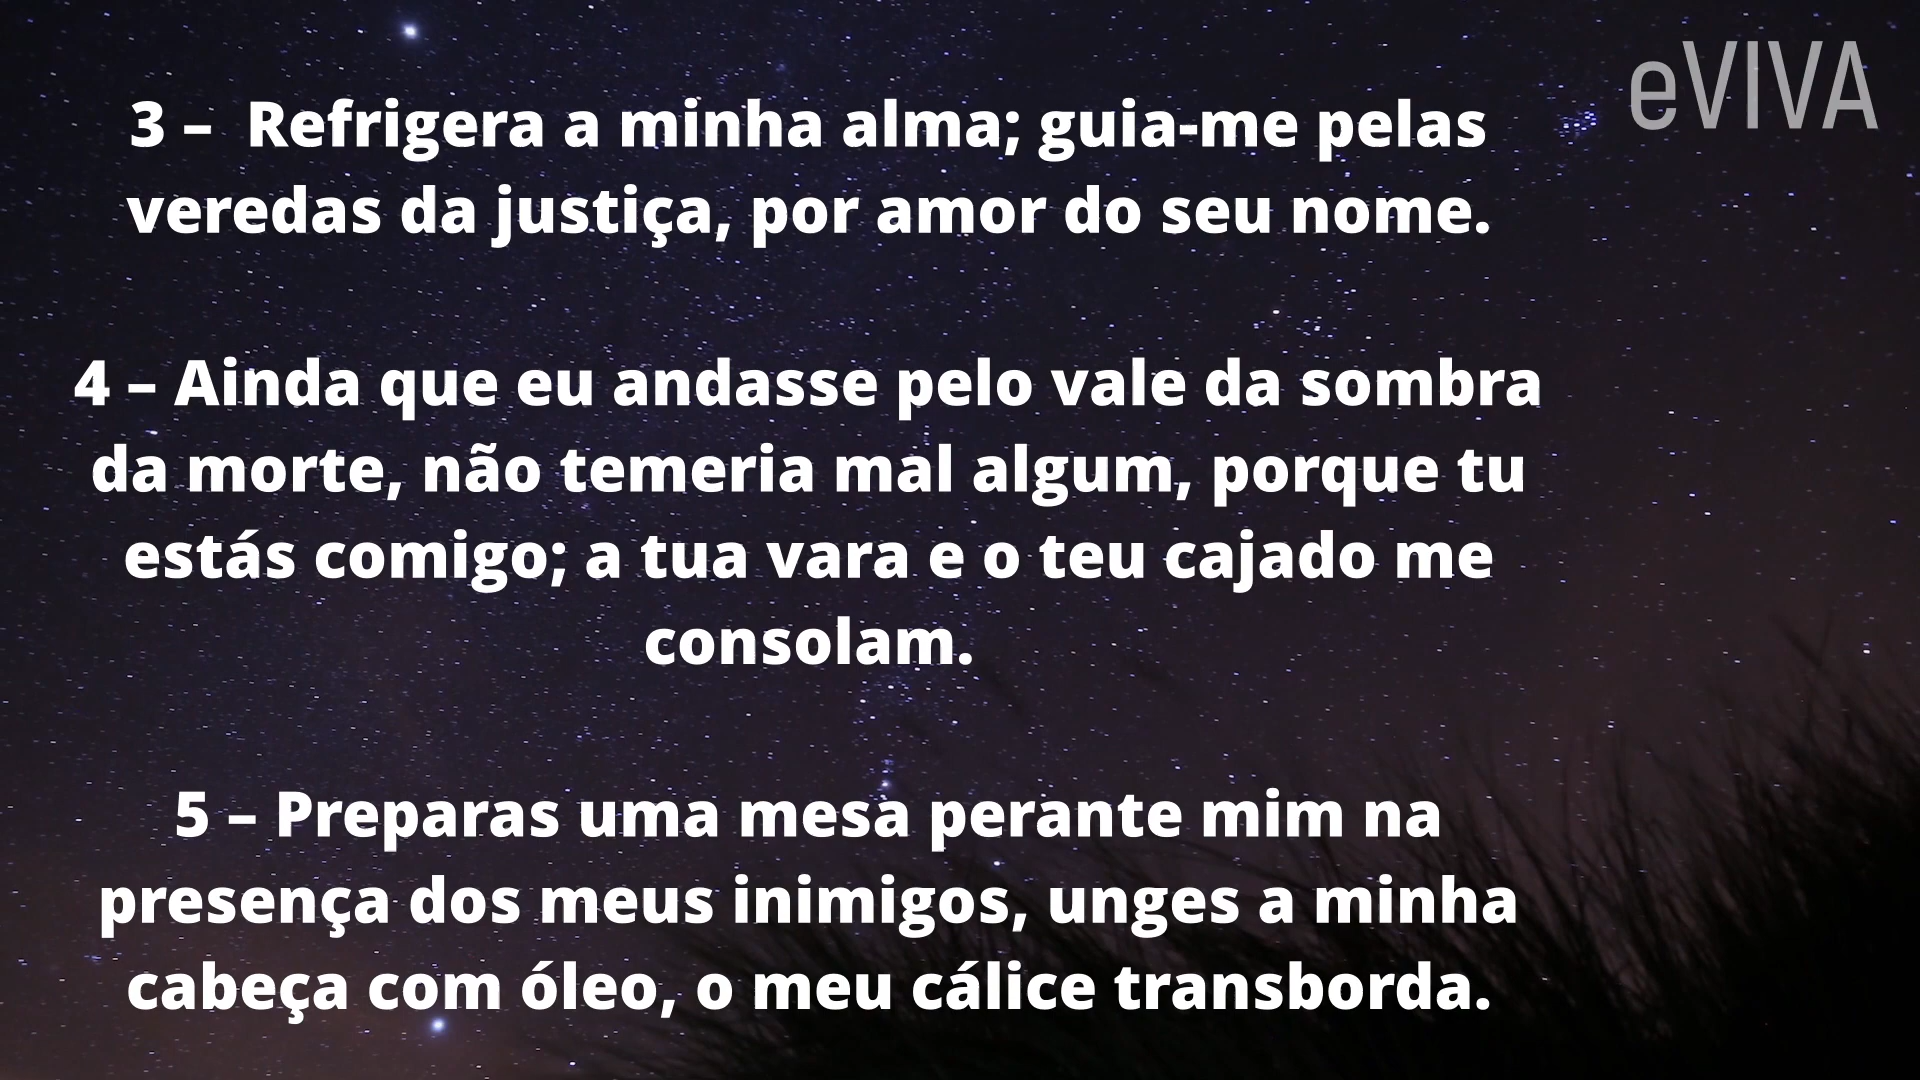 eVIVA
3 –  Refrigera a minha alma; guia-me pelas
veredas da justiça, por amor do seu nome.
4 – Ainda que eu andasse pelo vale da sombra
da morte, não temeria mal algum, porque tu
estás comigo; a tua vara e o teu cajado me
consolam.
5 – Preparas uma mesa perante mim na
presença dos meus inimigos, unges a minha
cabeça com óleo, o meu cálice transborda.